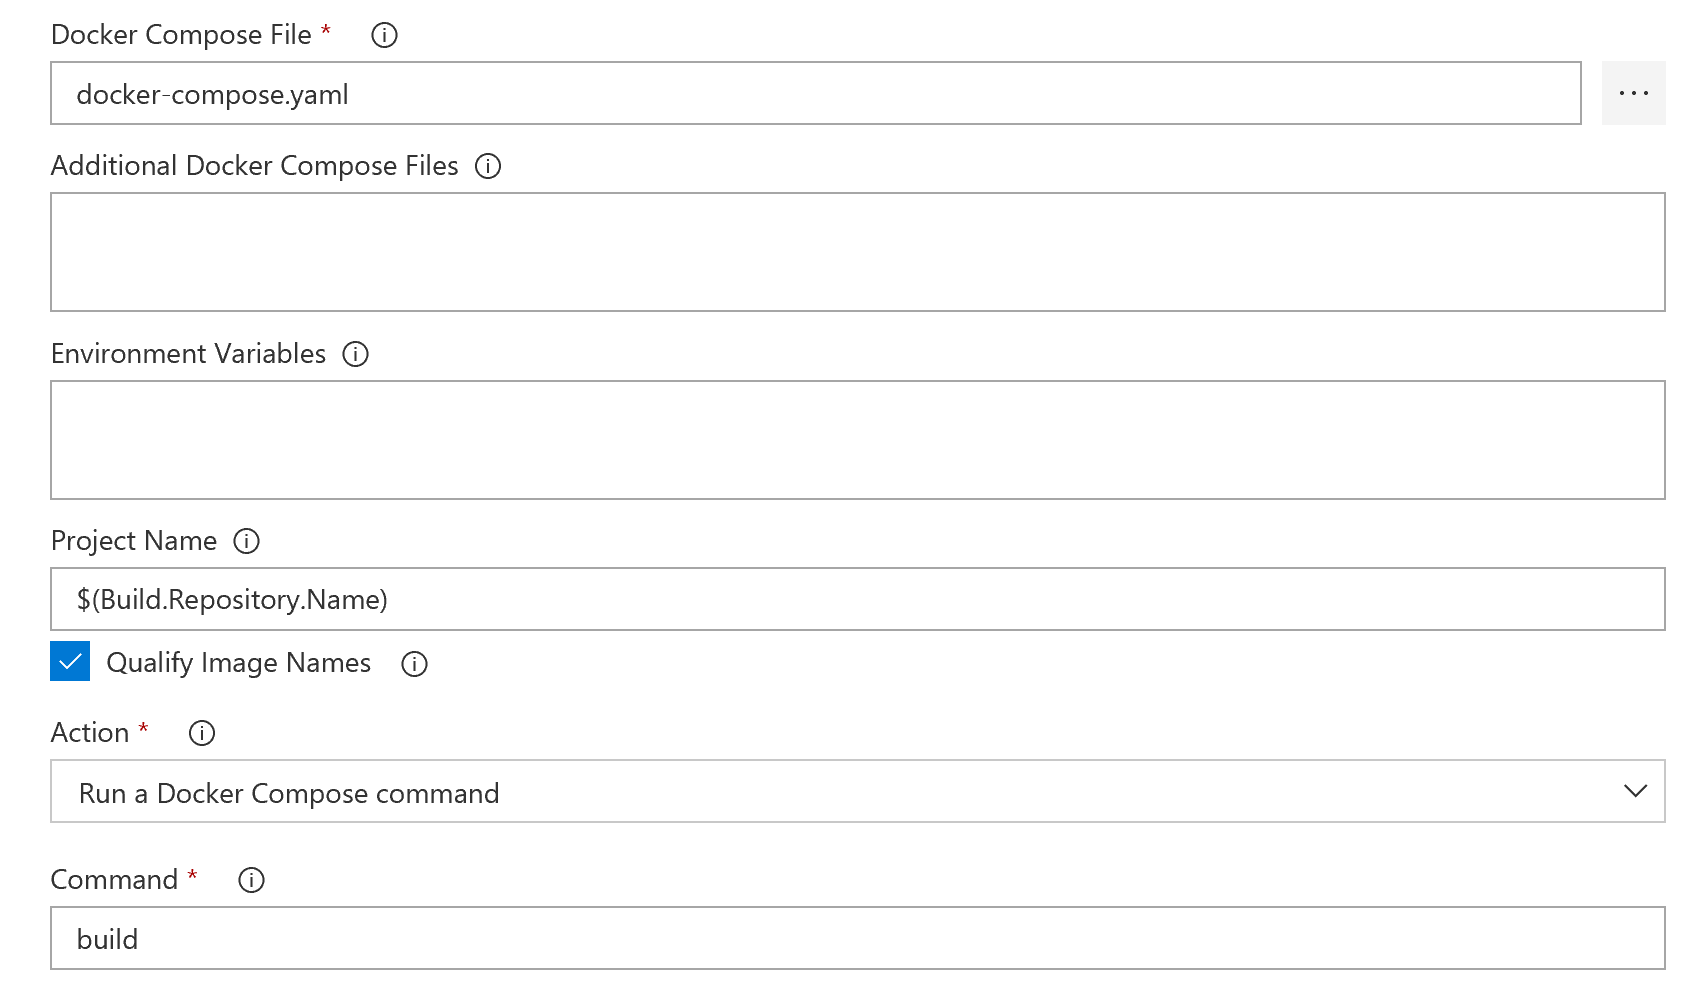 Docker Compose File *
docker-compose.yaml
Additional Docker Compose Files
Environment Variables
Project Name
$(Build.Repository.Name)
Qualify Image Names
Action *
Run a Docker Compose command
Command *
build